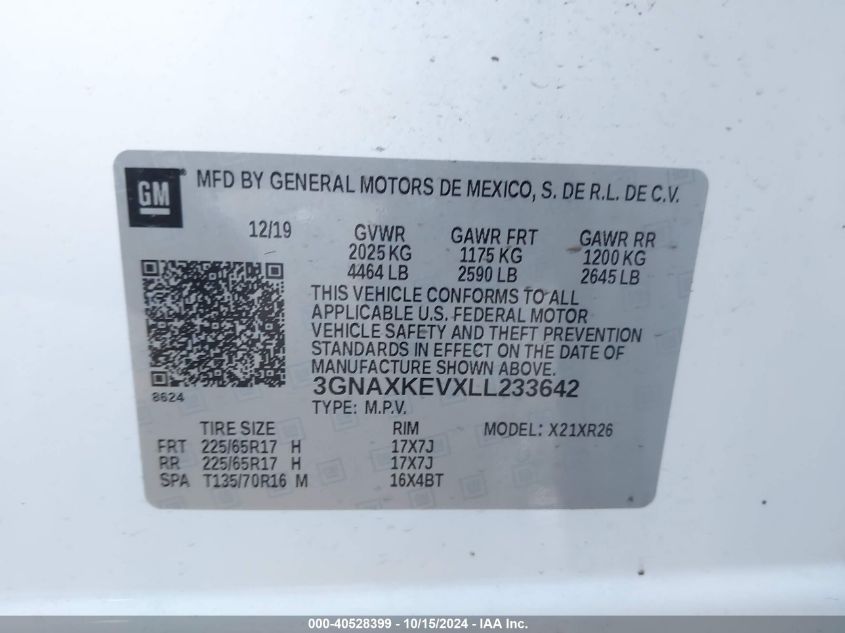 GM ® MFD BY GENERAL MOTORS DE MEXICO, S. DE R.L. DE C.V.
12/19 GVWR GAWR FRT GAWR RR
2025 KG 1175 KG 1200 KG
4464 LB 2590 LB 2645 LB
THIS VEHICLE CONFORMS TO ALL
APPLICABLE U.S. FEDERAL MOTOR
VEHICLE SAFETY AND THEFT PREVENTION
STANDARDS IN EFFECT ON THE DATE OF
MANUFACTURE SHOWN ABOVE.
3GNAXKEVXLL233642
8624
TYPE: M.P.V.
TIRE SIZE RIM MODEL: X21XR26
FRT 225/65R17 H 17X7J
RR 225/65R17 H 17X7J
SPA T135/70R16 M 16X4BT
000-40528399 - 10/15/2024 - IAA Inc.